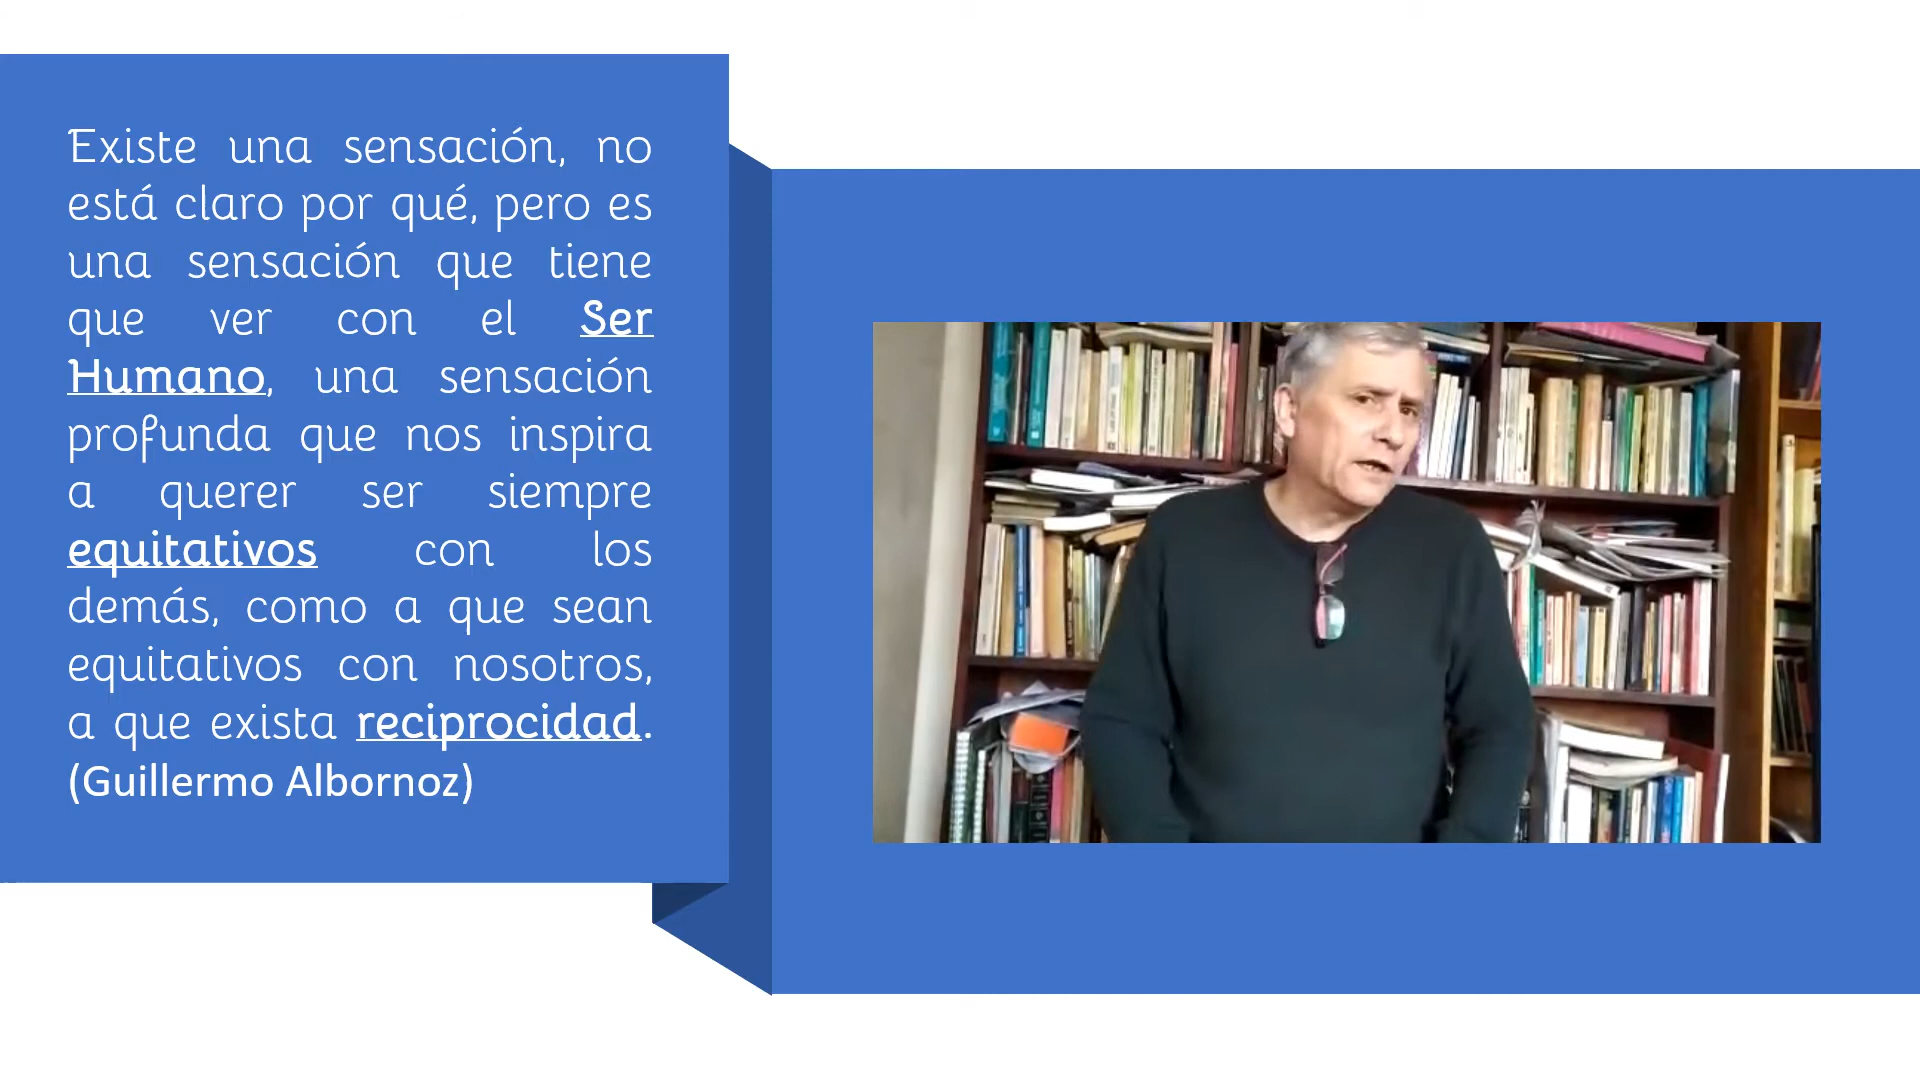 Existe una sensación, no
está claro por qué, pero es
una sensación que tiene
que ver con el Ser
Humano, una sensación
profunda que nos inspira
a querer ser siempre
equitativos con los
demás, como a que sean
equitativos con nosotros,
a que exista reciprocidad.
(Guillermo Albornoz)